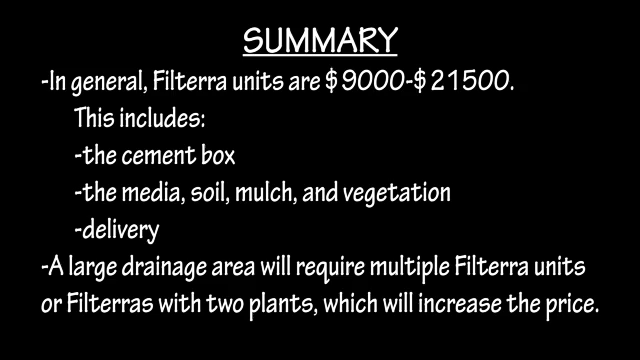 SUMMARY
-In general, Filterra units are $9000-$21500.
This includes:
-the cement box
-the media, soil, mulch, and vegetation
-delivery
-A large drainage area will require multiple Filterra units
or Filterras with two plants, which will increase the price.